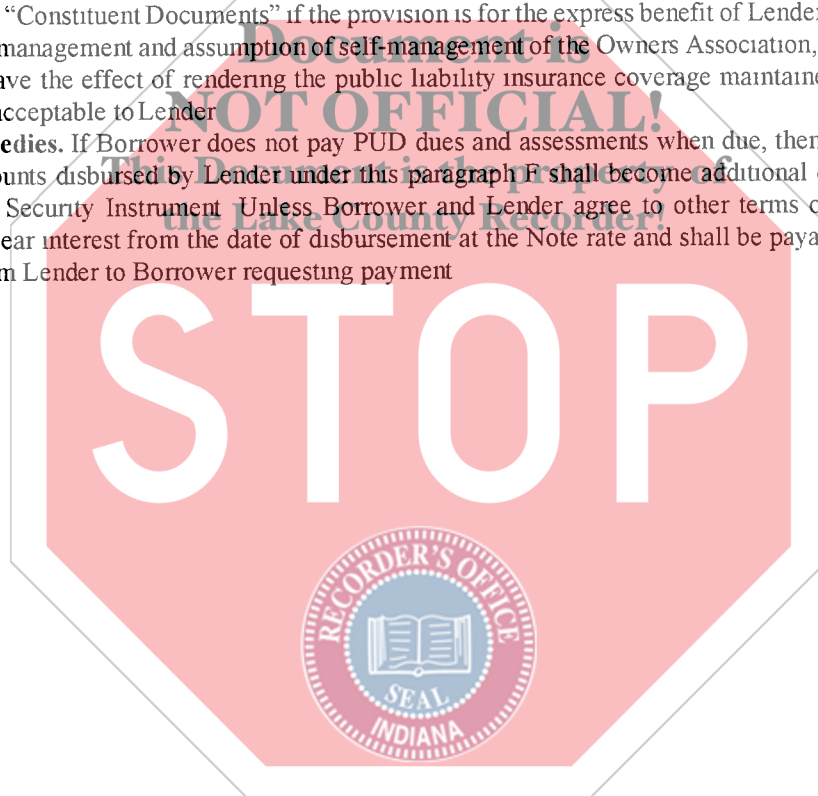 “Constituent Documents” if the provision is for the express benefit of Lender
Document is
management and assumption of self-management of the Owners Association,
ave the effect of rendering the public liability insurance coverage maintaine
NOT OFFICIAL!
acceptable to Lender
edies. If Borrower does not pay PUD dues and assessments when due, then
This Document is the property of
ounts disbursed by Lender under this paragraph F shall become additional
Security Instrument Unless Borrower and Lender agree to other terms o
the Lake County Recorder!
ear interest from the date of disbursement at the Note rate and shall be paya
m Lender to Borrower requesting payment
STOP
RECORDER'S OFFICE
SEAL
INDIANA